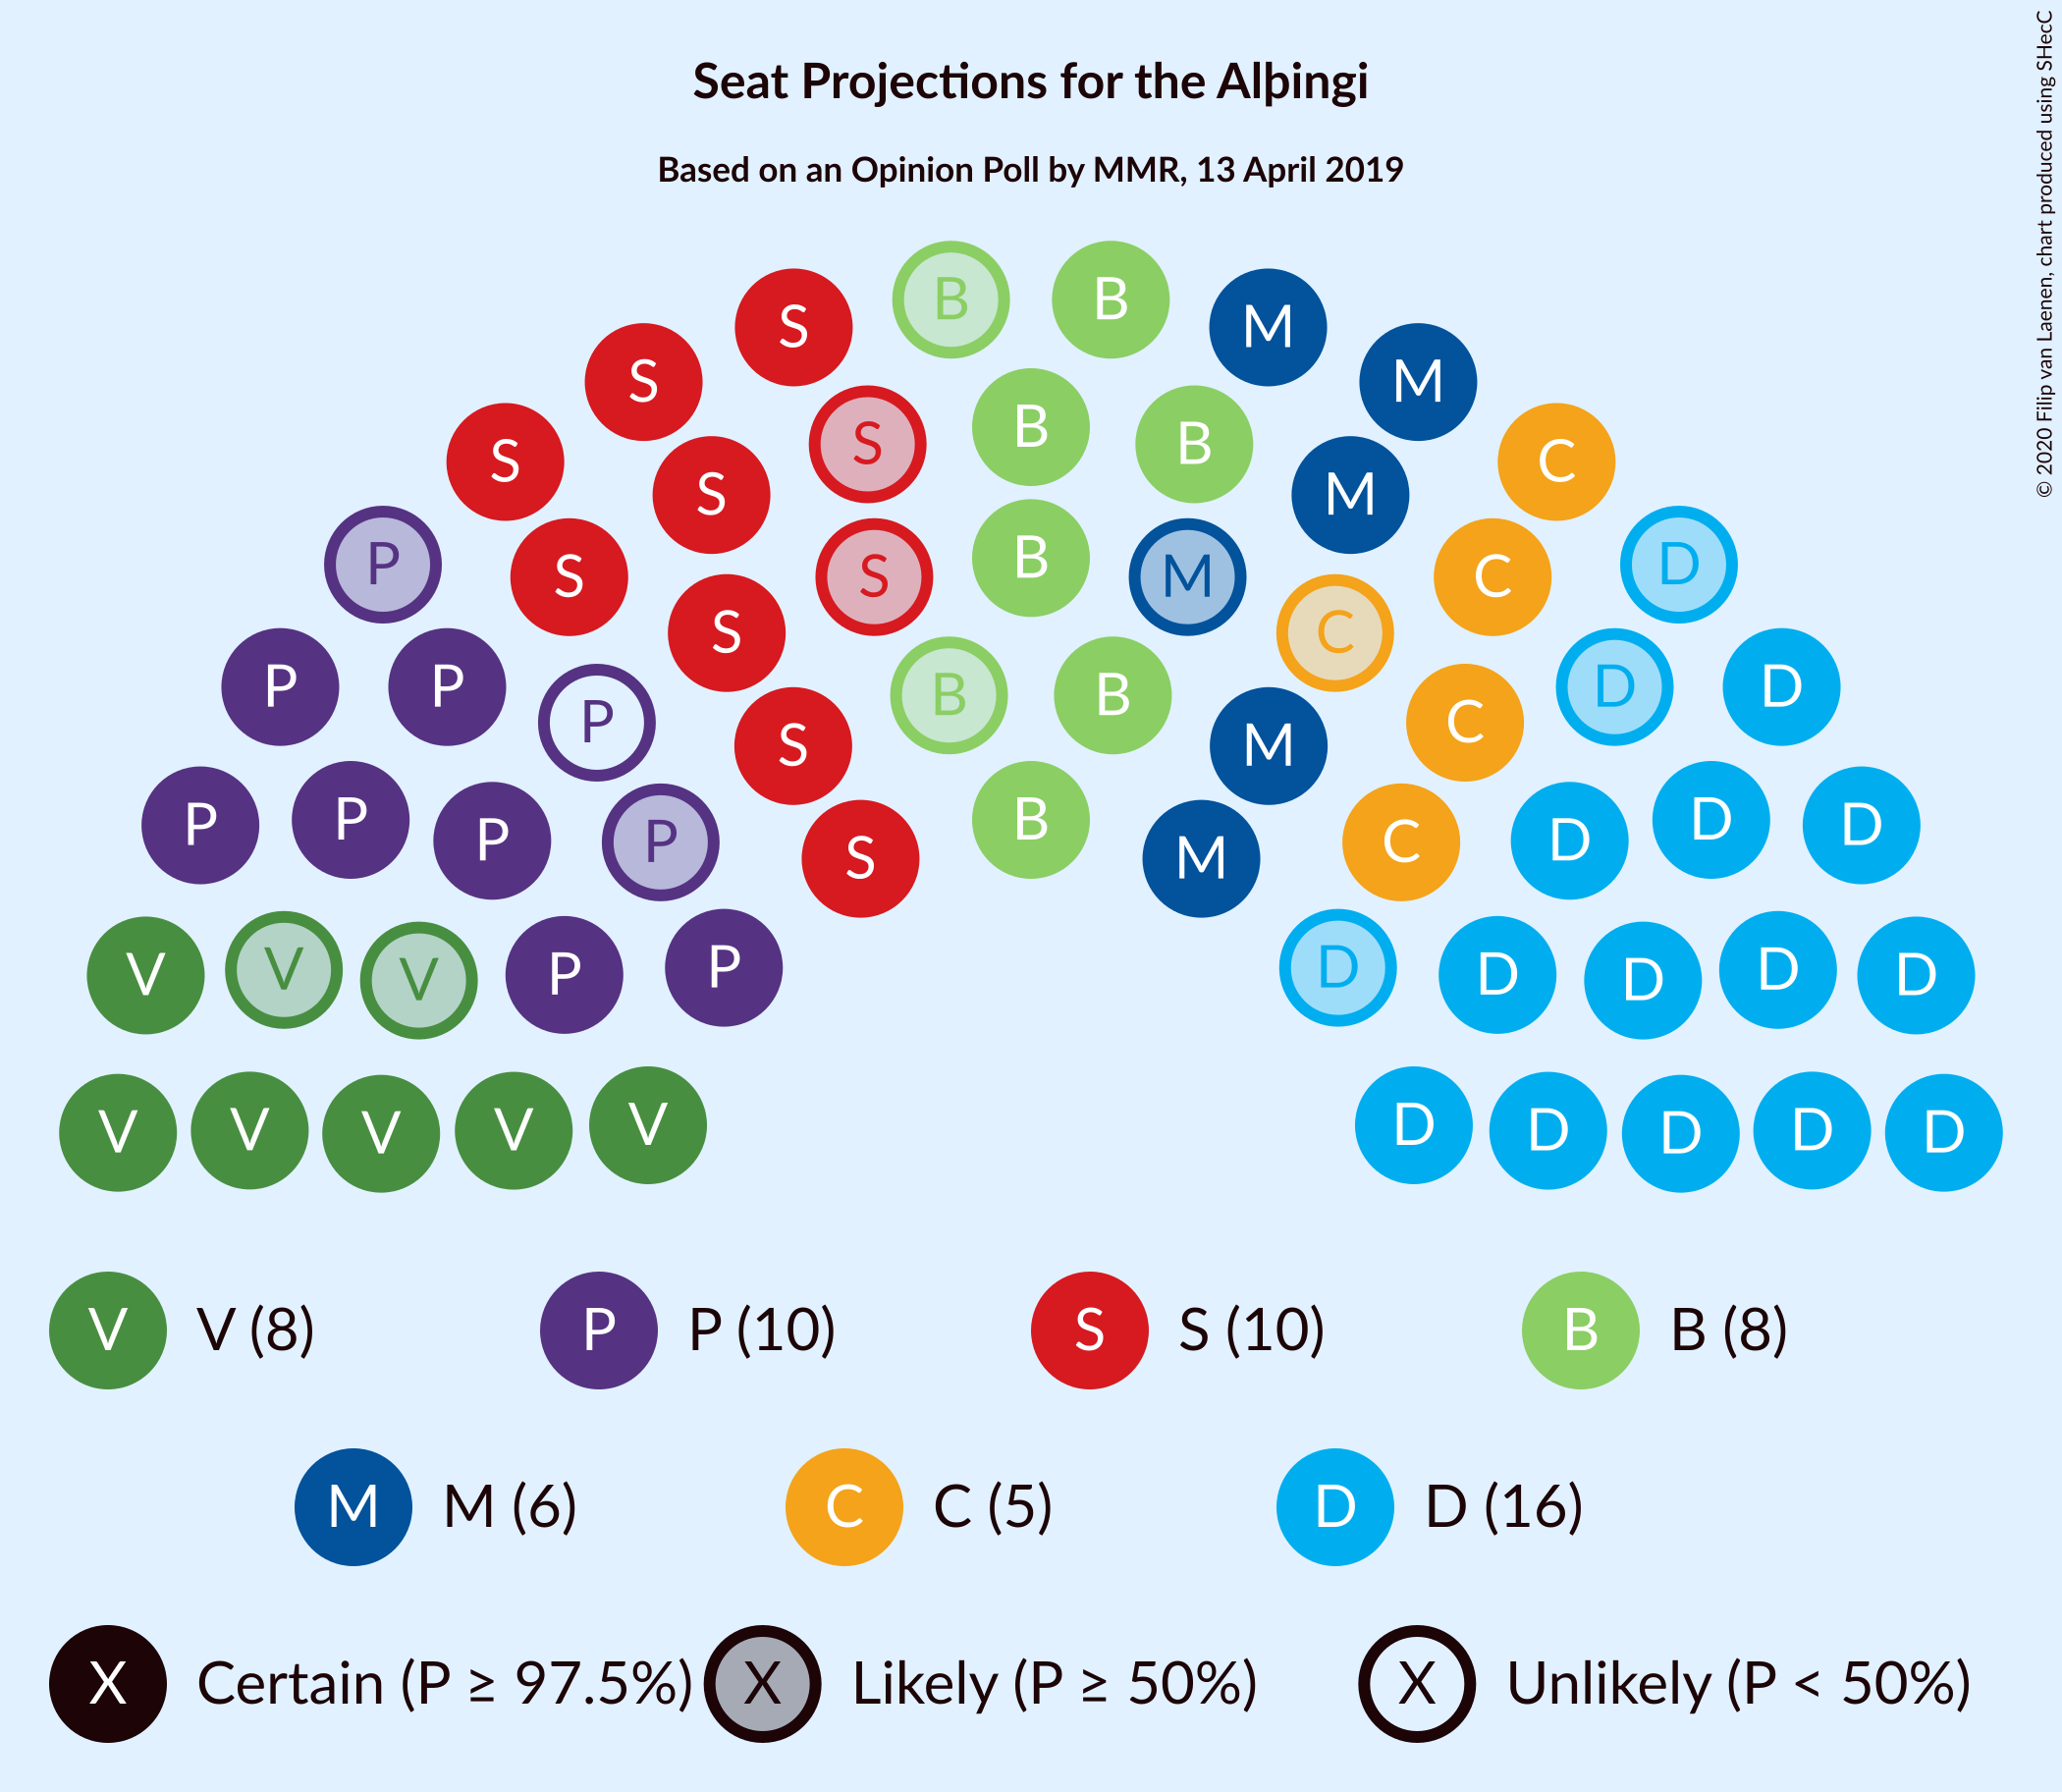 Seat Projections for the Alþingi
Based on an Opinion Poll by MMR, 13 April 2019
© 2020 Filip van Laenen, chart produced using SHecC
B B
S M
S M
B
S B
S C
S M
B
P D
S S M C
S C
P P D D
B B
P C
S M
P P P P B C D D D
S M
V V V P P D D D D D
V V V V V D D D D D
V V (8) P P (10) S S (10) B B (8)
M M (6) C C (5) D D (16)
X Certain (P ≥ 97.5%) X Likely (P ≥ 50%) X Unlikely (P < 50%)